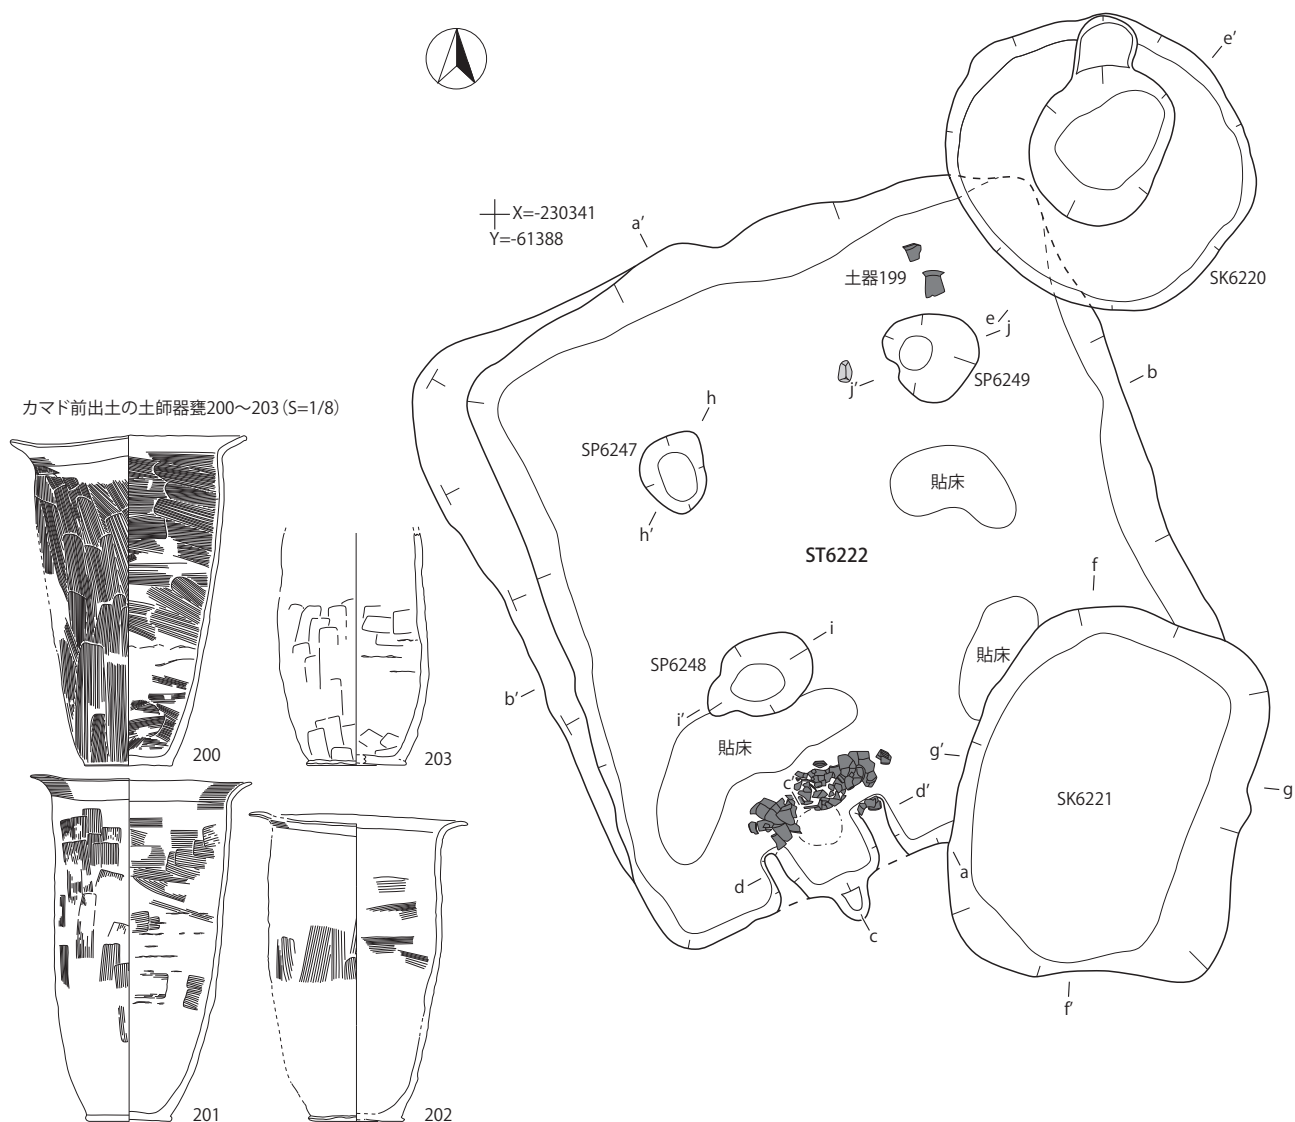 e'
X=-230341
Y=-61388
a'
土器199
SK6220
e
j
SP6249
j'
b
カマド前出土の土師器甕200～203（S=1/8）
h
SP6247
貼床
h'
ST6222
f
i
SP6248
貼床
b'
i'
200
203
貼床
g'
c'
d'
SK6221
g
d
a
c
f'
201
202